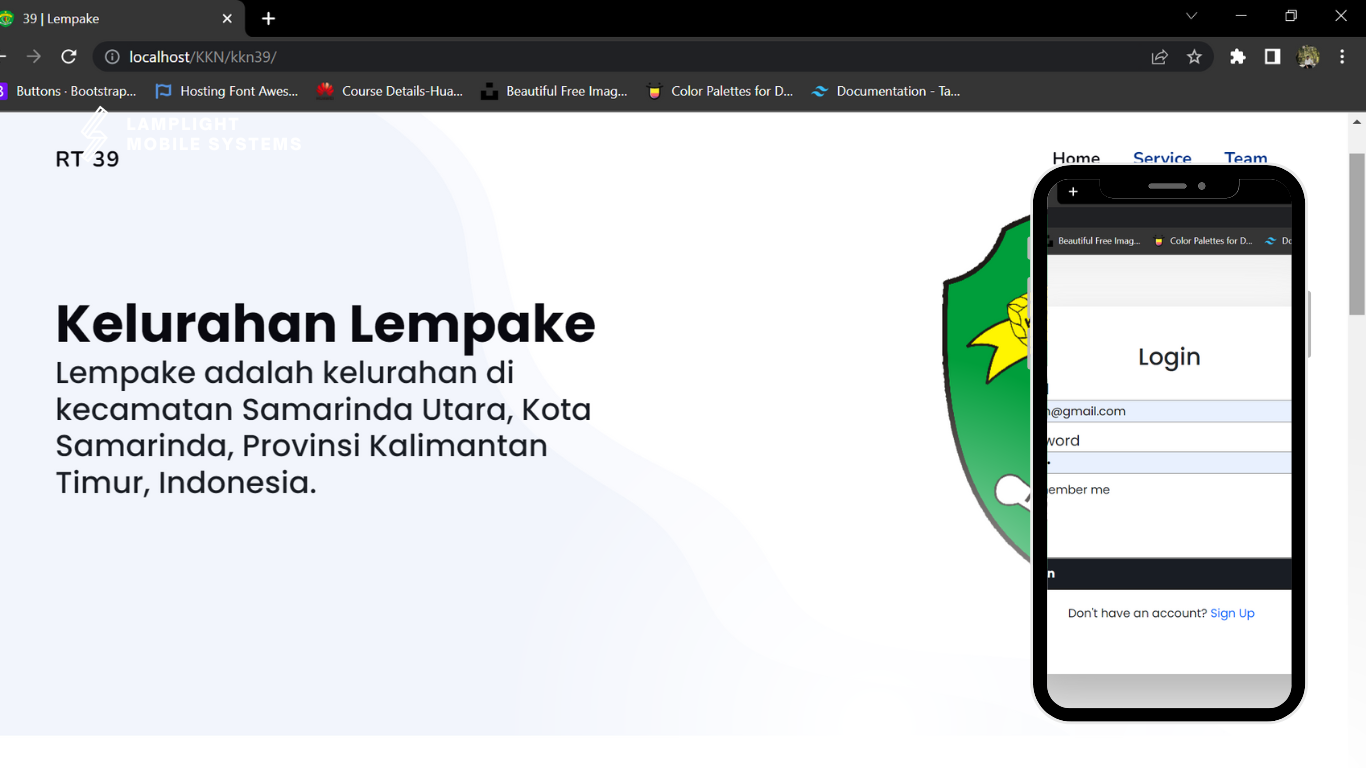 39 | Lempake
localhost/KKN/kkn39/
Buttons · Bootstrap...
Hosting Font Awes...
Course Details-Hua...
Beautiful Free Imag...
Color Palettes for D...
Documentation - Ta...
LAMPLIGHT
MOBILE SYSTEMS
RT 39
Home
Service
Team
Kelurahan Lempake
Lempake adalah kelurahan di
kecamatan Samarinda Utara, Kota
Samarinda, Provinsi Kalimantan
Timur, Indonesia.
Beautiful Free Imag...
Color Palettes for D...
Do
Login
n@gmail.com
word
ember me
n
Don't have an account? Sign Up